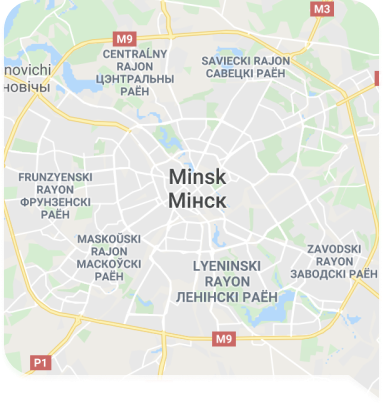 M3
M9
CENTRALNY
RAJON
ЦЭНТРАЛЬНЫ
РАЁН
SAVIECKI RAJON
САВЕЦКІ РАЁН
novichi
новічы
Minsk
Мінск
FRUNZYENSKI
RAYON
ФРУНЗЕНСКІ
РАЁН
MASKOŬSKI
RAJON
МАСКОЎСКІ
РАЁН
LYENINSKI
RAYON
ЛЕНІНСКІ РАЁН
ZAVODSKI
RAYON
ЗАВОДСКІ РАЁН
M9
P1